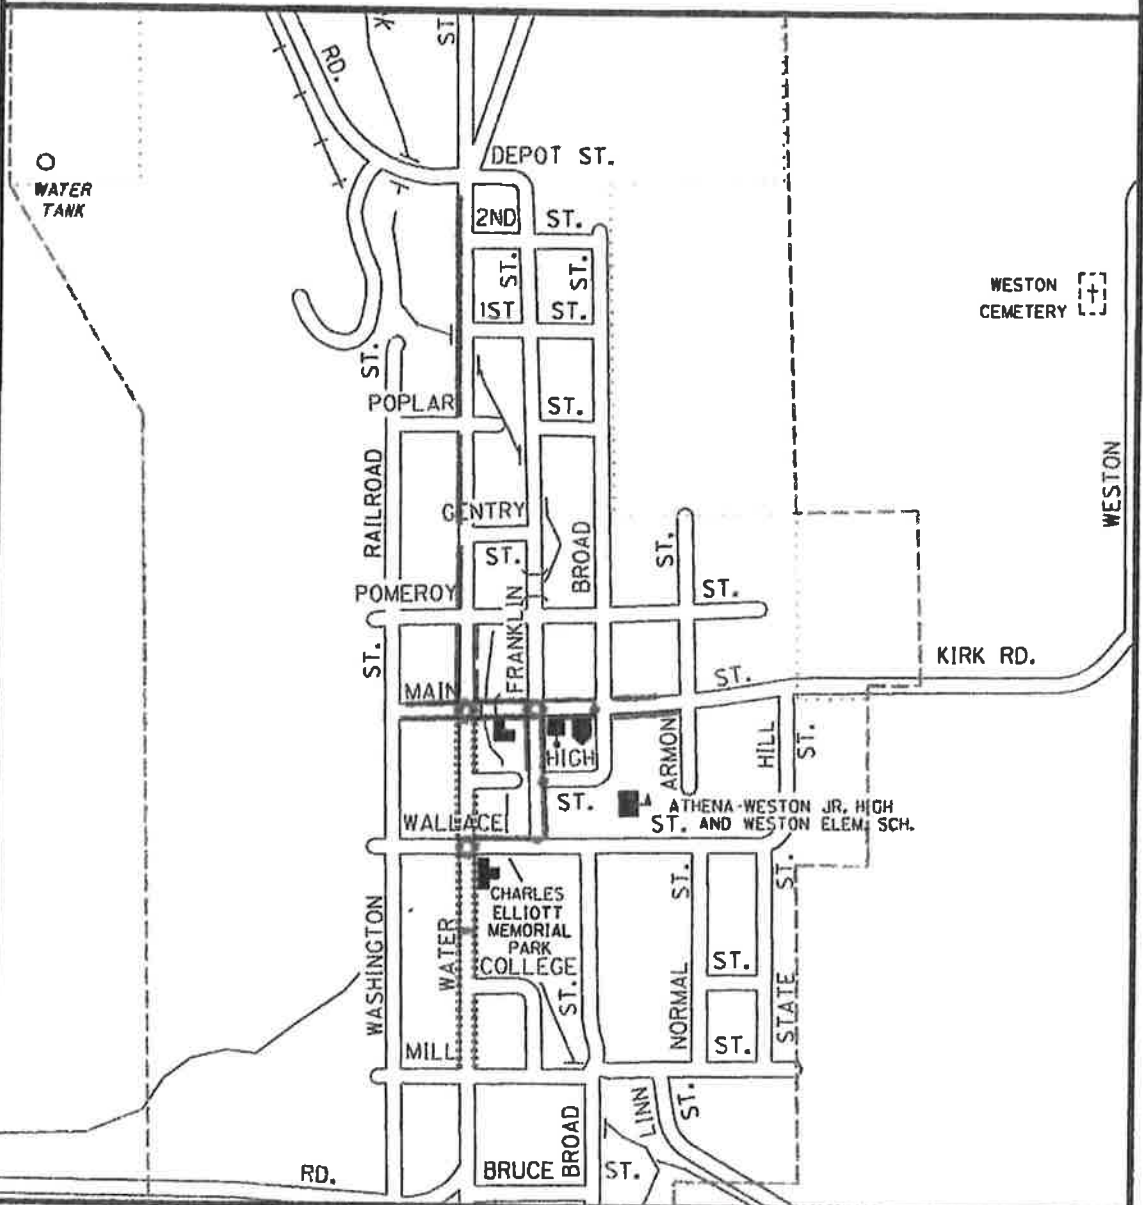 RD.
K
ST
DEPOT ST.
WATER
TANK
2ND ST.
ST.
ST.
WESTON
CEMETERY
1ST ST.
ST.
POPLAR ST.
WESTON
RAILROAD
GENTRY
ST.
BROAD
ST.
POMEROY
ST.
FRANKLIN
ST.
KIRK RD.
MAIN
ST.
ARMON
HILL
ST.
HIGH
ST.
ATHENA-WESTON JR. HIGH
AND WESTON ELEM. SCH.
WALLACE
ST.
ST.
ST.
CHARLES
ELLIOTT
MEMORIAL
PARK
WASHINGTON
WATER
COLLEGE
ST.
NORMAL
ST.
STATE
MILL
ST.
LINN
ST.
BROAD
RD.
BRUCE
ST.